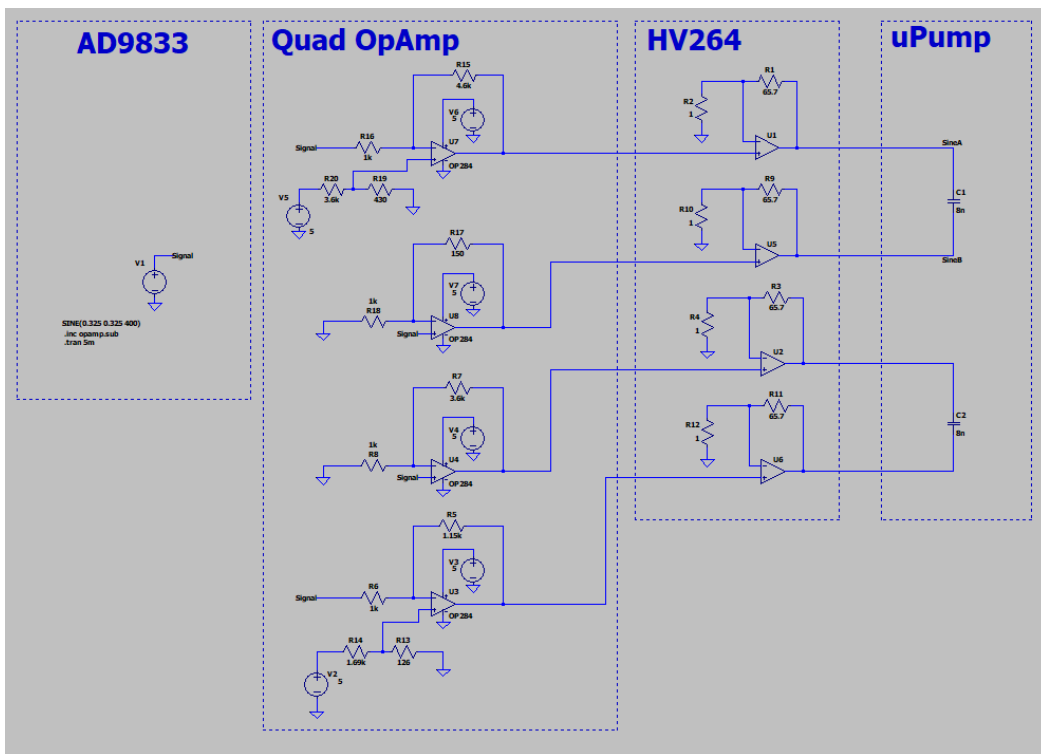 AD9833
Quad OpAmp
HV264
uPump
R15
4.6k
V6
5
R16
1k
Signal
U7
OP284
R20
3.6k
R19
430
V5
5
R1
65.7
R2
1
U1
SineA
C1
8n
R17
150
V7
5
1k
R18
U8
Signal
OP284
R9
65.7
R10
1
U5
SineB
V1
Signal
SINE(0.325 0.325 400)
.inc opamp.sub
.tran 5m
R3
65.7
R4
1
U2
R7
3.6k
V4
5
1k
R8
U4
Signal
OP284
R11
65.7
R12
1
U6
C2
8n
R5
1.15k
V3
5
R6
1k
Signal
U3
OP284
R14
1.69k
R13
126
V2
5